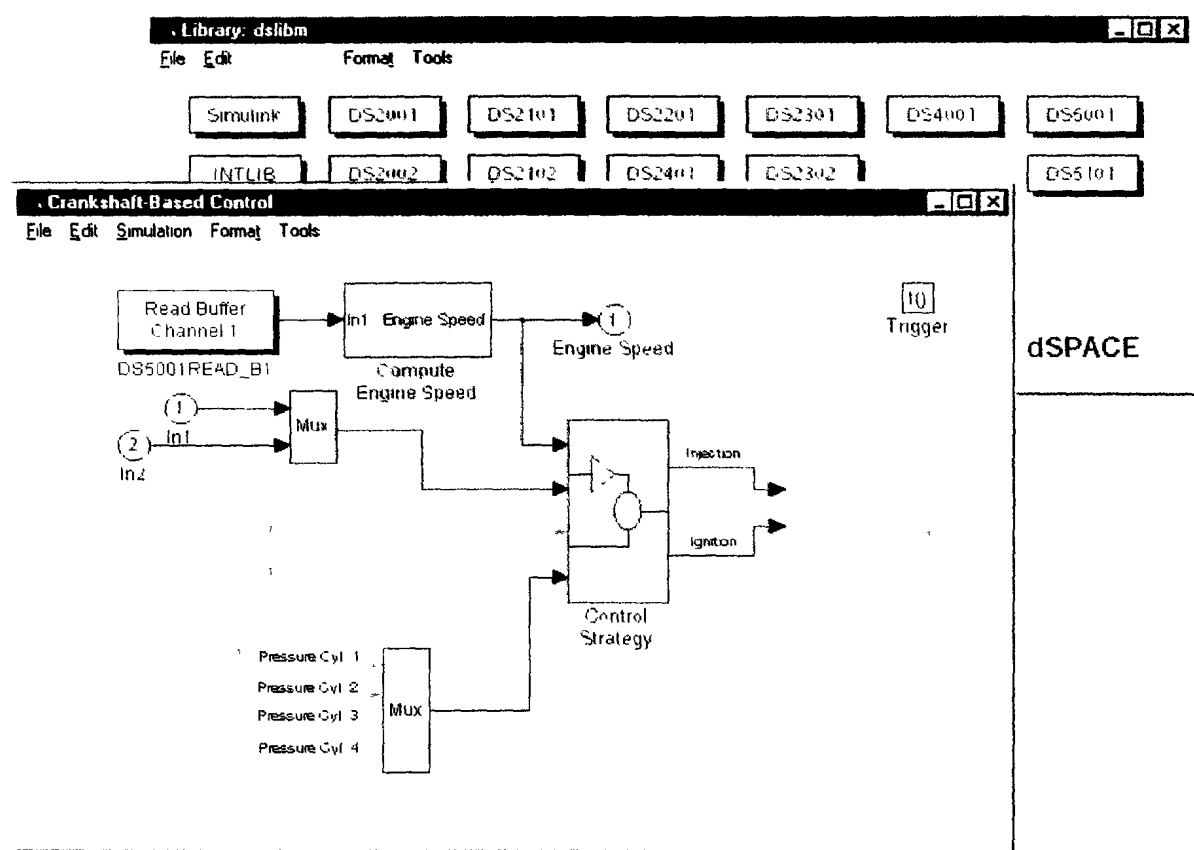 Library: dslibm
File Edit Format Tools
Simulink DS2001 DS2101 DS2201 DS2301 DS4001 DS5001
INTLIB DS2002 DS2102 DS2401 DS2302 DS5101
Crankshaft-Based Control
File Edit Simulation Format Tools
Read Buffer
Channel 1
DS5001READ_B1
In1 Engine Speed
Compute
Engine Speed
1
Engine Speed
f()
Trigger
dSPACE
1
In1
2
In2
Mux
Injection
Ignition
Control
Strategy
Pressure Cyl 1
Pressure Cyl 2
Pressure Cyl 3
Pressure Cyl 4
Mux